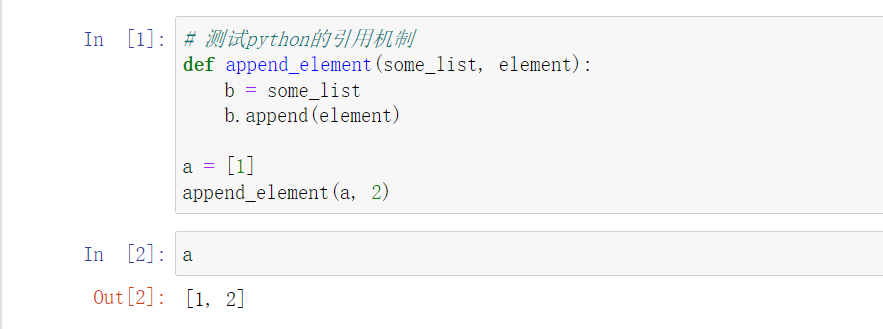 In [1]: # 测试python的引用机制
def append_element(some_list, element):
    b = some_list
    b.append(element)
a = [1]
append_element(a, 2)
In [2]: a
Out[2]: [1, 2]